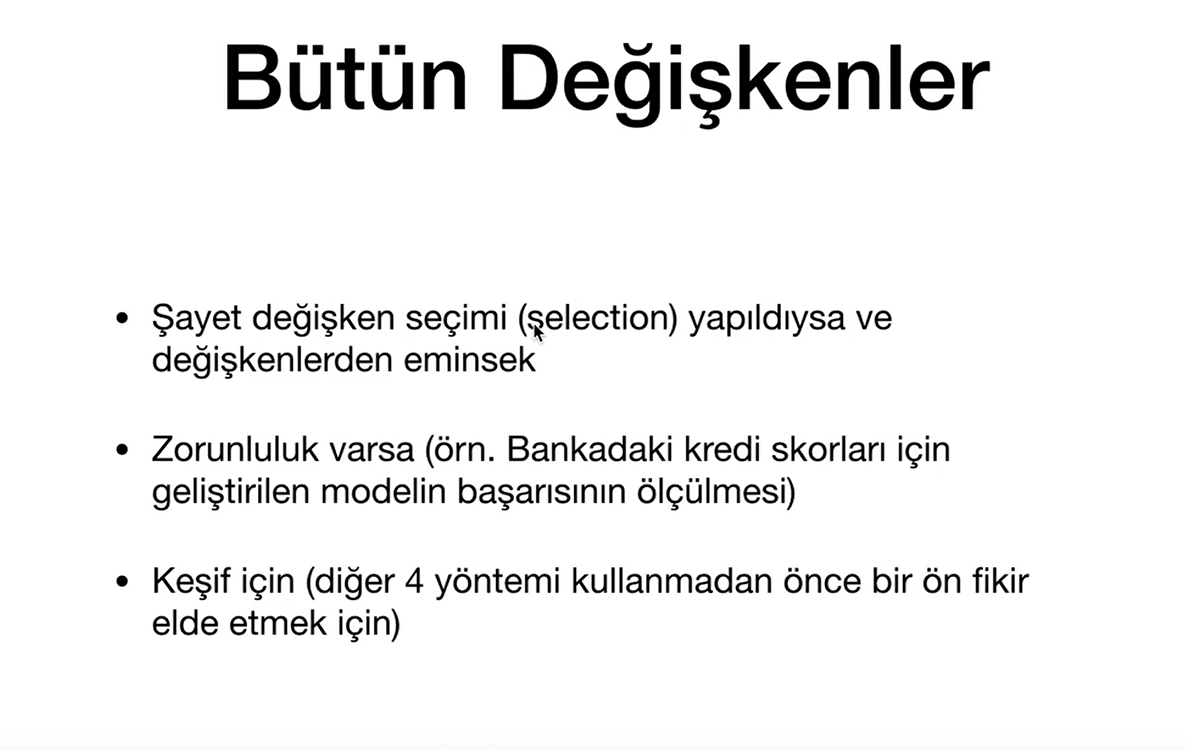 Bütün Değişkenler
• Şayet değişken seçimi (selection) yapıldıysa ve
değişkenlerden eminsek
• Zorunluluk varsa (örn. Bankadaki kredi skorları için
geliştirilen modelin başarısının ölçülmesi)
• Keşif için (diğer 4 yöntemi kullanmadan önce bir ön fikir
elde etmek için)